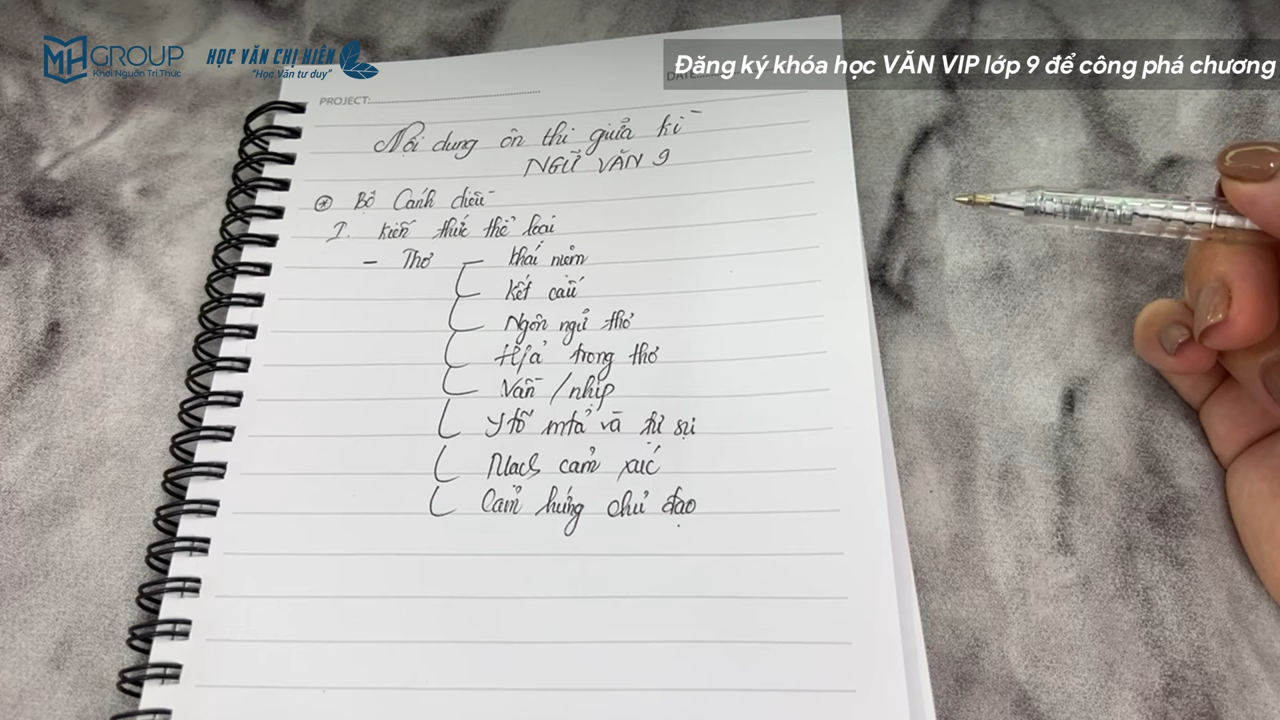 MH GROUP
Khơi Nguồn Tri Thức
HỌC VĂN CHỊ HIÊN
"Học Văn tư duy"
Đăng ký khóa học VĂN VIP lớp 9 để công phá chương
PROJECT:
DATE
Nội dung ôn thi giữa kì
NGỮ VĂN 9
Bộ Cánh diều
I. Kiến thức thể loại
- Thơ
khái niệm
kết cấu
Ngôn ngữ thơ
H/ả trong thơ
Vần / nhịp
Ytố mtả và tự sự
Mạch cảm xúc
Cảm hứng chủ đạo